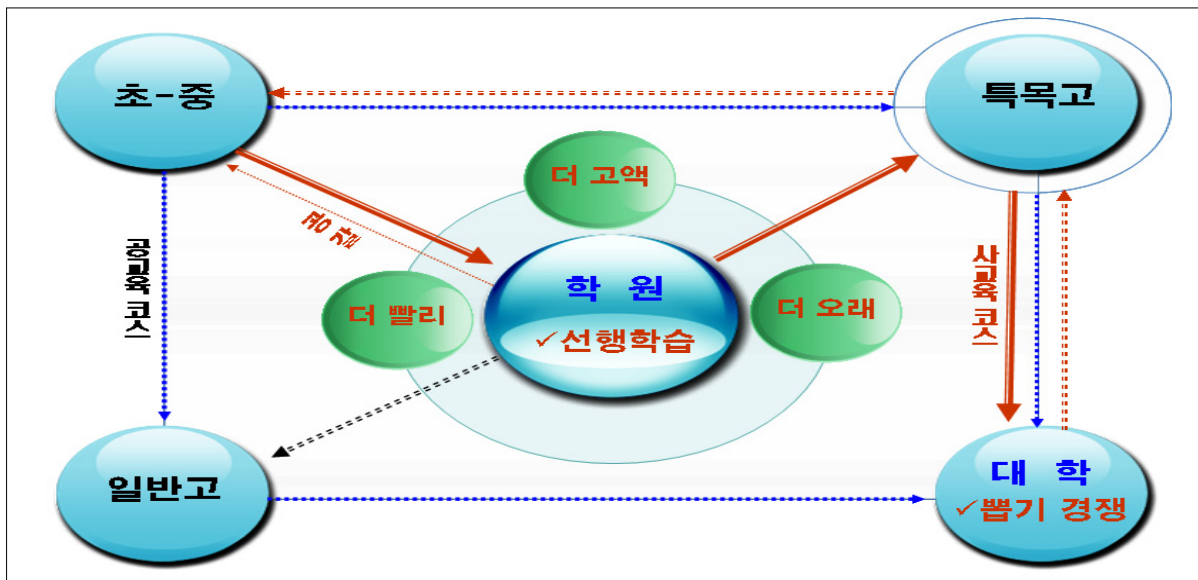 초-중
특목고
더 고액
공 갈
공교육 코스
학 원
✓선행학습
더 빨리
더 오래
사교육 코스
일반고
대 학
✓뽑기 경쟁